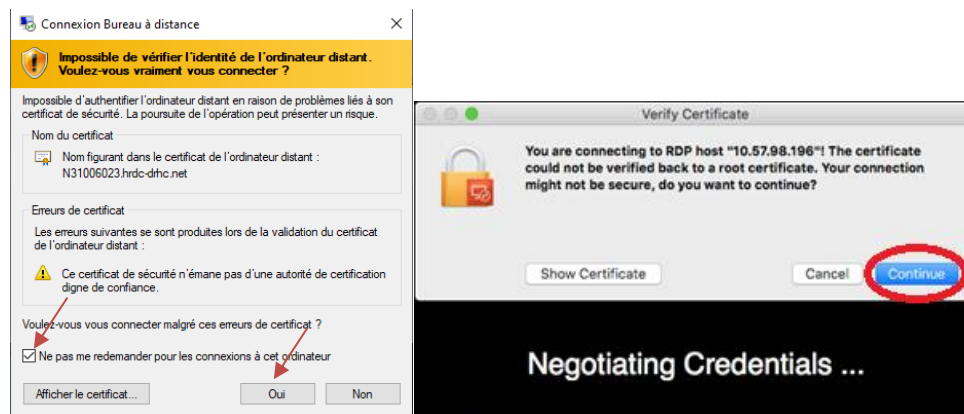 Connexion Bureau à distance
Impossible de vérifier l'identité de l'ordinateur distant.
Voulez-vous vraiment vous connecter ?
Impossible d'authentifier l'ordinateur distant en raison de problèmes liés à son
certificat de sécurité. La poursuite de l'opération peut présenter un risque.
Nom du certificat
Nom figurant dans le certificat de l'ordinateur distant :
N31006023.hrdc-drhc.net
Erreurs de certificat
Les erreurs suivantes se sont produites lors de la validation du certificat
de l'ordinateur distant :
Ce certificat de sécurité n'émane pas d'une autorité de certification
digne de confiance.
Voulez-vous vous connecter malgré ces erreurs de certificat ?
Ne pas me redemander pour les connexions à cet ordinateur
Afficher le certificat... Oui Non
Verify Certificate
You are connecting to RDP host "10.57.98.196"! The certificate
could not be verified back to a root certificate. Your connection
might not be secure, do you want to continue?
Show Certificate Cancel Continue
Negotiating Credentials ...